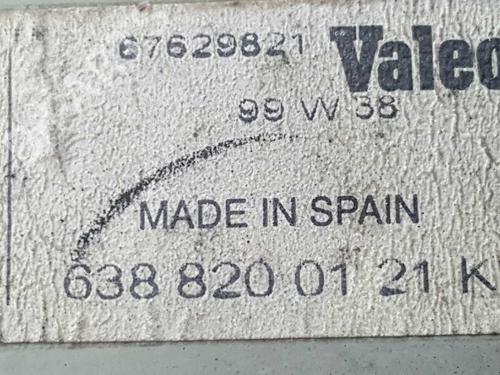 67629821 Valeo
99 W 38
MADE IN SPAIN
638 820 01 21 K